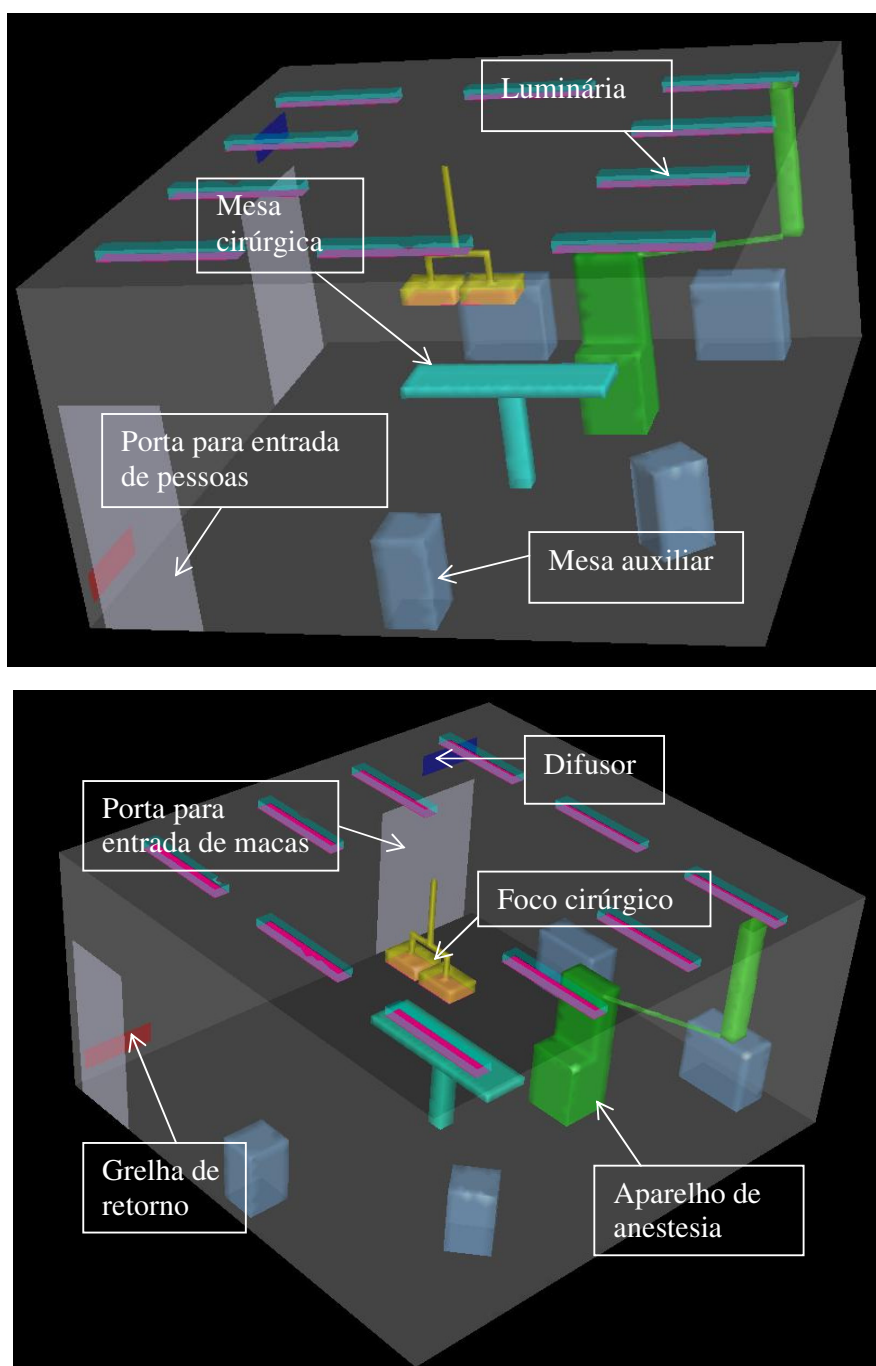 Luminária
Mesa
cirúrgica
Porta para entrada
de pessoas
Mesa auxiliar
Difusor
Porta para
entrada de macas
Foco cirúrgico
Grelha de
retorno
Aparelho de
anestesia